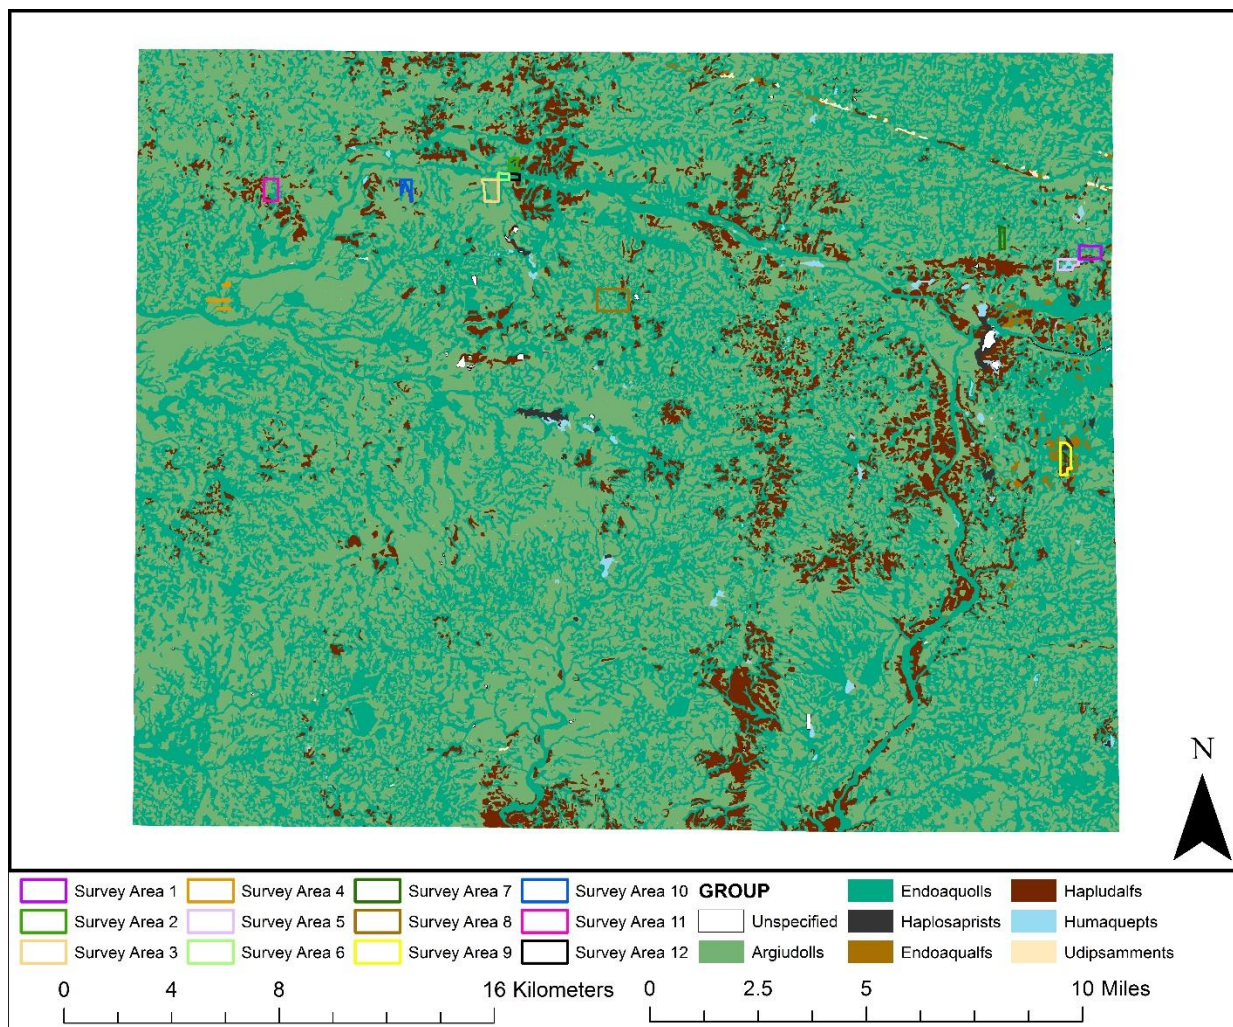 N
Survey Area 1 Survey Area 4 Survey Area 7 Survey Area 10 GROUP Endoaquolls Hapludalfs
Survey Area 2 Survey Area 5 Survey Area 8 Survey Area 11 Unspecified Haplosaprists Humaquepts
Survey Area 3 Survey Area 6 Survey Area 9 Survey Area 12 Argiudolls Endoaqualfs Udipsamments
0 4 8 16 Kilometers 0 2.5 5 10 Miles